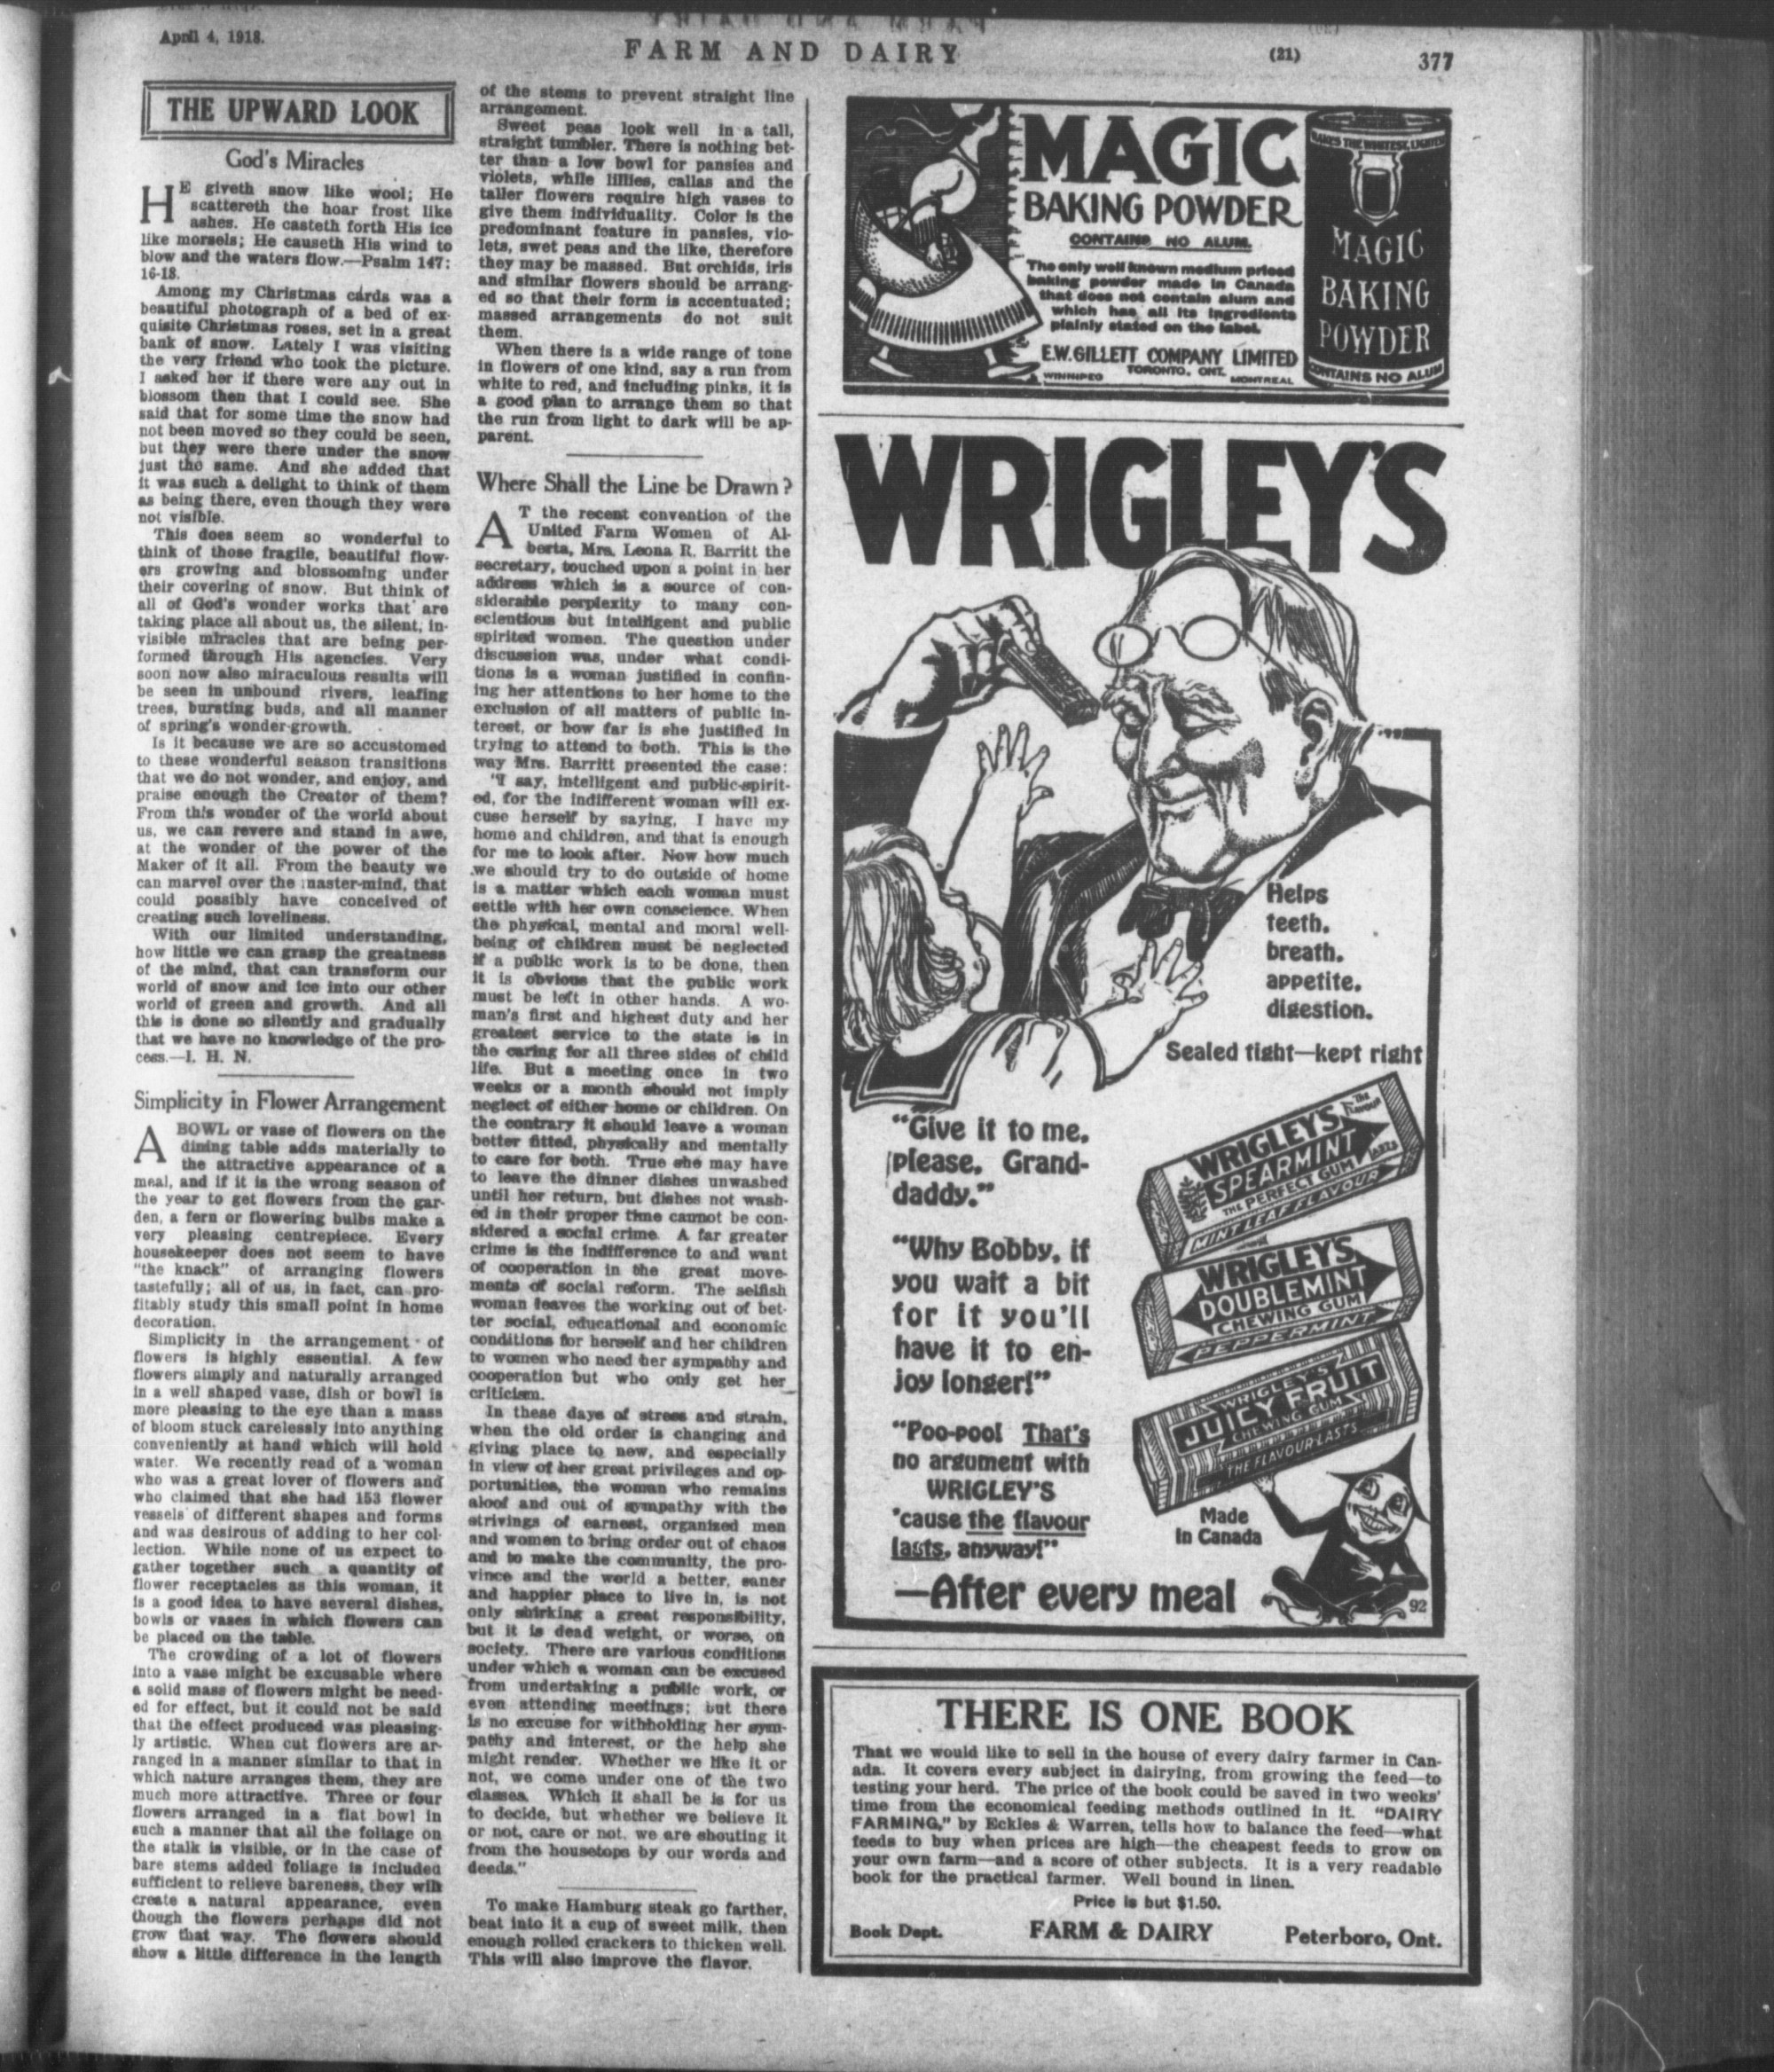 April 4, 1918.
FARM AND DAIRY
(21)
377
THE UPWARD LOOK
God's Miracles
HE giveth snow like wool; He
scattereth the hoar frost like
ashes. He casteth forth His ice
like morsels; He causeth His wind to
blow and the waters flow.—Psalm 147:
16-18.
Among my Christmas cards was a
beautiful photograph of a bed of ex-
quisite Christmas roses, set in a great
bank of snow. Lately I was visiting
the very friend who took the picture.
I asked her if there were any out in
blossom then that I could see. She
said that for some time the snow had
not been moved so they could be seen,
but they were there under the snow
just the same. And she added that
it was such a delight to think of them
as being there, even though they were
not visible.
This does seem so wonderful to
think of those fragile, beautiful flow-
ers growing and blossoming under
their covering of snow. But think of
all of God's wonder works that are
taking place all about us, the silent, in-
visible miracles that are being per-
formed through His agencies. Very
soon now also miraculous results will
be seen in unbound rivers, leafing
trees, bursting buds, and all manner
of spring's wonder-growth.
Is it because we are so accustomed
to these wonderful season transitions
that we do not wonder, and enjoy, and
praise enough the Creator of them?
From this wonder of the world about
us, we can revere and stand in awe,
at the wonder of the power of the
Maker of it all. From the beauty we
can marvel over the master-mind, that
could possibly have conceived of
creating such loveliness.
With our limited understanding,
how little we can grasp the greatness
of the mind, that can transform our
world of snow and ice into our other
world of green and growth. And all
this is done so silently and gradually
that we have no knowledge of the pro-
cess.—I. H. N.
Simplicity in Flower Arrangement
A BOWL or vase of flowers on the
dining table adds materially to
the attractive appearance of a
meal, and if it is the wrong season of
the year to get flowers from the gar-
den, a fern or flowering bulbs make a
very pleasing centrepiece. Every
housekeeper does not seem to have
"the knack" of arranging flowers
tastefully; all of us, in fact, can pro-
fitably study this small point in home
decoration.
Simplicity in the arrangement of
flowers is highly essential. A few
flowers simply and naturally arranged
in a well shaped vase, dish or bowl is
more pleasing to the eye than a mass
of bloom stuck carelessly into anything
conveniently at hand which will hold
water. We recently read of a woman
who was a great lover of flowers and
who claimed that she had 153 flower
vessels of different shapes and forms
and was desirous of adding to her col-
lection. While none of us expect to
gather together such a quantity of
flower receptacles as this woman, it
is a good idea to have several dishes,
bowls or vases in which flowers can
be placed on the table.
The crowding of a lot of flowers
into a vase might be excusable where
a solid mass of flowers might be need-
ed for effect, but it could not be said
that the effect produced was pleasing-
ly artistic. When cut flowers are ar-
ranged in a manner similar to that in
which nature arranges them, they are
much more attractive. Three or four
flowers arranged in a flat bowl in
such a manner that all the foliage on
the stalk is visible, or in the case of
bare stems added foliage is included
sufficient to relieve bareness, they will
create a natural appearance, even
though the flowers perhaps did not
grow that way. The flowers should
show a little difference in the length
of the stems to prevent straight line
arrangement.
Sweet peas look well in a tall,
straight tumbler. There is nothing bet-
ter than a low bowl for pansies and
violets, while lillies, callas and the
taller flowers require high vases to
give them individuality. Color is the
predominant feature in pansies, vio-
lets, swet peas and the like, therefore
they may be massed. But orchids, iris
and similar flowers should be arrang-
ed so that their form is accentuated;
massed arrangements do not suit
them.
When there is a wide range of tone
in flowers of one kind, say a run from
white to red, and including pinks, it is
a good plan to arrange them so that
the run from light to dark will be ap-
parent.
Where Shall the Line be Drawn?
AT the recent convention of the
United Farm Women of Al-
berta, Mrs. Leona R. Barritt the
secretary, touched upon a point in her
address which is a source of con-
siderable perplexity to many con-
scientious but intelligent and public
spirited women. The question under
discussion was, under what condi-
tions is a woman justified in confin-
ing her attentions to her home to the
exclusion of all matters of public in-
terest, or how far is she justified in
trying to attend to both. This is the
way Mrs. Barritt presented the case:
"I say, intelligent and public-spirit-
ed, for the indifferent woman will ex-
cuse herself by saying, I have my
home and children, and that is enough
for me to look after. Now how much
we should try to do outside of home
is a matter which each woman must
settle with her own conscience. When
the physical, mental and moral well-
being of children must be neglected
if a public work is to be done, then
it is obvious that the public work
must be left in other hands. A wo-
man's first and highest duty and her
greatest service to the state is in
the caring for all three sides of child
life. But a meeting once in two
weeks or a month should not imply
neglect of either home or children. On
the contrary it should leave a woman
better fitted, physically and mentally
to care for both. True she may have
to leave the dinner dishes unwashed
until her return, but dishes not wash-
ed in their proper time cannot be con-
sidered a social crime. A far greater
crime is the indifference to and want
of cooperation in the great move-
ments of social reform. The selfish
woman leaves the working out of bet-
ter social, educational and economic
conditions for herself and her children
to women who need her sympathy and
cooperation but who only get her
criticism.
In these days of stress and strain,
when the old order is changing and
giving place to new, and especially
in view of her great privileges and op-
portunities, the woman who remains
aloof and out of sympathy with the
strivings of earnest, organized men
and women to bring order out of chaos
and to make the community, the pro-
vince and the world a better, saner
and happier place to live in, is not
only shirking a great responsibility,
but it is dead weight, or worse, on
society. There are various conditions
under which a woman can be excused
from undertaking a public work, or
even attending meetings; but there
is no excuse for withholding her sym-
pathy and interest, or the help she
might render. Whether we like it or
not, we come under one of the two
classes. Which it shall be is for us
to decide, but whether we believe it
or not, care or not, we are shouting it
from the housetops by our words and
deeds."
To make Hamburg steak go farther,
beat into it a cup of sweet milk, then
enough rolled crackers to thicken well.
This will also improve the flavor.
MAGIC
BAKING POWDER
CONTAINS NO ALUM.
The only well known medium priced
baking powder made in Canada
that does not contain alum and
which has all its ingredients
plainly stated on the label.
E.W. GILLETT COMPANY LIMITED
WINNIPEG TORONTO, ONT. MONTREAL
MAKES THE WHITEST, LIGHTEST
MAGIC
BAKING
POWDER
CONTAINS NO ALUM
WRIGLEY'S
Helps
teeth,
breath,
appetite,
digestion.
Sealed tight—kept right
"Give it to me,
please, Grand-
daddy."
"Why Bobby, if
you wait a bit
for it you'll
have it to en-
joy longer!"
"Poo-poo! That's
no argument with
WRIGLEY'S
'cause the flavour
lasts, anyway!"
—After every meal
WRIGLEY'S
SPEARMINT
THE PERFECT GUM
MINT LEAF FLAVOUR
The Flavour Lasts
WRIGLEY'S
DOUBLEMINT
CHEWING GUM
PEPPERMINT
WRIGLEY'S
JUICY FRUIT
CHEWING GUM
THE FLAVOUR LASTS
Made
in Canada
92
THERE IS ONE BOOK
That we would like to sell in the house of every dairy farmer in Can-
ada. It covers every subject in dairying, from growing the feed—to
testing your herd. The price of the book could be saved in two weeks'
time from the economical feeding methods outlined in it. "DAIRY
FARMING," by Eckles & Warren, tells how to balance the feed—what
feeds to buy when prices are high—the cheapest feeds to grow on
your own farm—and a score of other subjects. It is a very readable
book for the practical farmer. Well bound in linen.
Price is but $1.50.
Book Dept. FARM & DAIRY Peterboro, Ont.